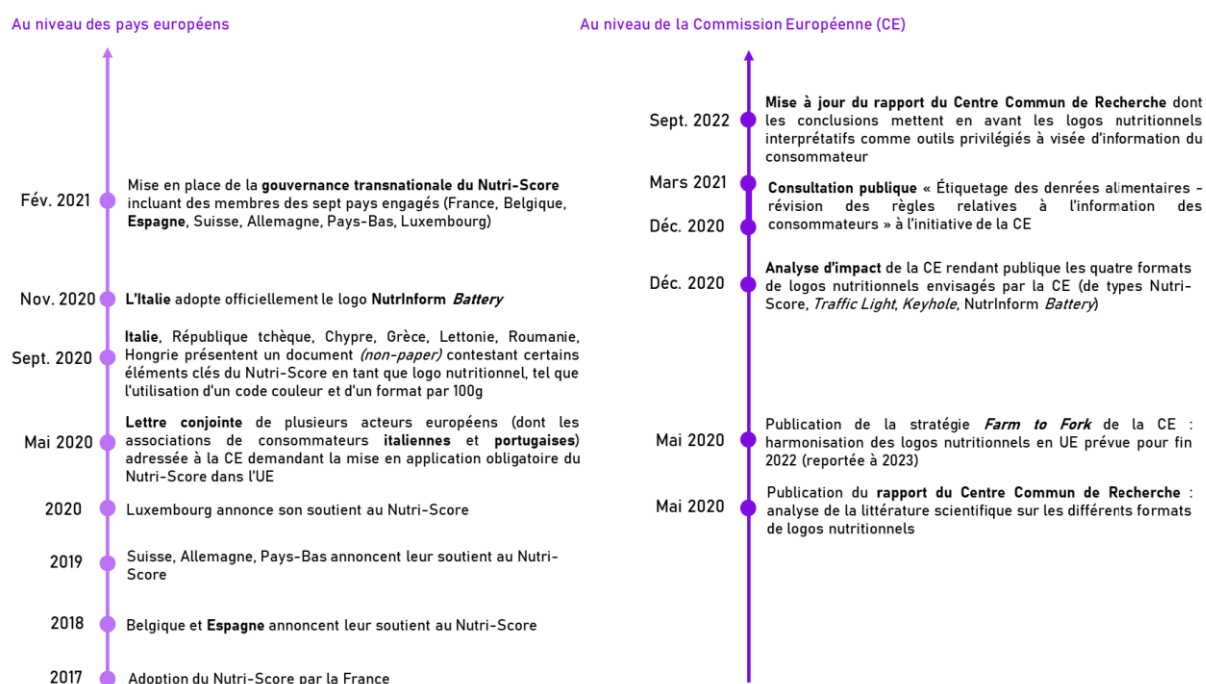 Au niveau des pays européens
Fév. 2021
Mise en place de la gouvernance transnationale du Nutri-Score
incluant des membres des sept pays engagés (France, Belgique,
Espagne, Suisse, Allemagne, Pays-Bas, Luxembourg)
Nov. 2020
L'Italie adopte officiellement le logo NutrInform Battery
Sept. 2020
Italie, République tchèque, Chypre, Grèce, Lettonie, Roumanie,
Hongrie présentent un document (non-paper) contestant certains
éléments clés du Nutri-Score en tant que logo nutritionnel, tel que
l'utilisation d'un code couleur et d'un format par 100g
Mai 2020
Lettre conjointe de plusieurs acteurs européens (dont les
associations de consommateurs italiennes et portugaises)
adressée à la CE demandant la mise en application obligatoire du
Nutri-Score dans l'UE
2020
Luxembourg annonce son soutient au Nutri-Score
2019
Suisse, Allemagne, Pays-Bas annoncent leur soutient au Nutri-
Score
2018
Belgique et Espagne annoncent leur soutient au Nutri-Score
2017
Adoption du Nutri-Score par la France
Au niveau de la Commission Européenne (CE)
Sept. 2022
Mise à jour du rapport du Centre Commun de Recherche dont
les conclusions mettent en avant les logos nutritionnels
interprétatifs comme outils privilégiés à visée d'information du
consommateur
Mars 2021
Déc. 2020
Consultation publique « Étiquetage des denrées alimentaires -
révision des règles relatives à l'information des
consommateurs » à l'initiative de la CE
Déc. 2020
Analyse d'impact de la CE rendant publique les quatre formats
de logos nutritionnels envisagés par la CE (de types Nutri-
Score, Traffic Light, Keyhole, NutrInform Battery)
Mai 2020
Publication de la stratégie Farm to Fork de la CE :
harmonisation des logos nutritionnels en UE prévue pour fin
2022 (reportée à 2023)
Mai 2020
Publication du rapport du Centre Commun de Recherche :
analyse de la littérature scientifique sur les différents formats
de logos nutritionnels